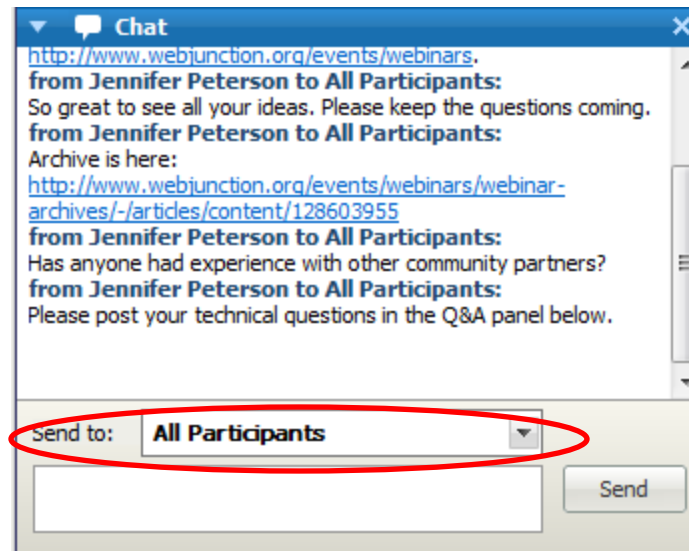 Chat
http://www.webjunction.org/events/webinars.
from Jennifer Peterson to All Participants:
So great to see all your ideas. Please keep the questions coming.
from Jennifer Peterson to All Participants:
Archive is here:
http://www.webjunction.org/events/webinars/webinar-
archives/-/articles/content/128603955
from Jennifer Peterson to All Participants:
Has anyone had experience with other community partners?
from Jennifer Peterson to All Participants:
Please post your technical questions in the Q&A panel below.
Send to: All Participants
Send